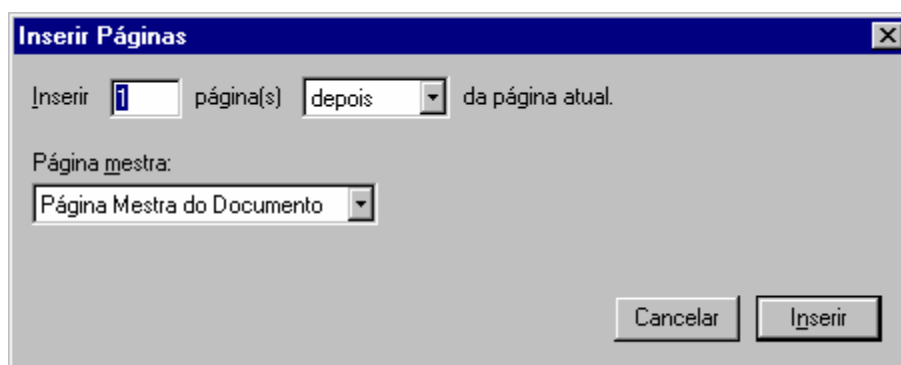 Inserir Páginas
Inserir 1 página(s) depois da página atual.
Página mestra:
Página Mestra do Documento
Cancelar Inserir